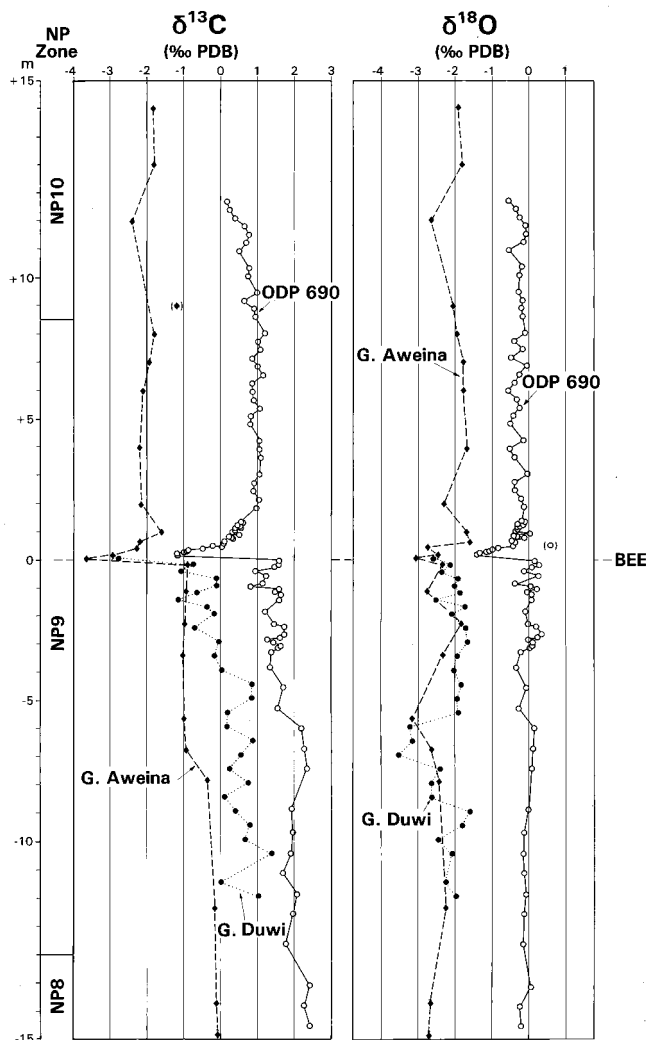 NP Zone
m
δ13C
(‰ PDB)
-4 -3 -2 -1 0 1 2 3
δ18O
(‰ PDB)
-4 -3 -2 -1 0 1
+15
NP10
+10
ODP 690
G. Aweina
ODP 690
+5
0
BEE
NP9
-5
G. Aweina
G. Duwi
-10
G. Duwi
NP8
-15